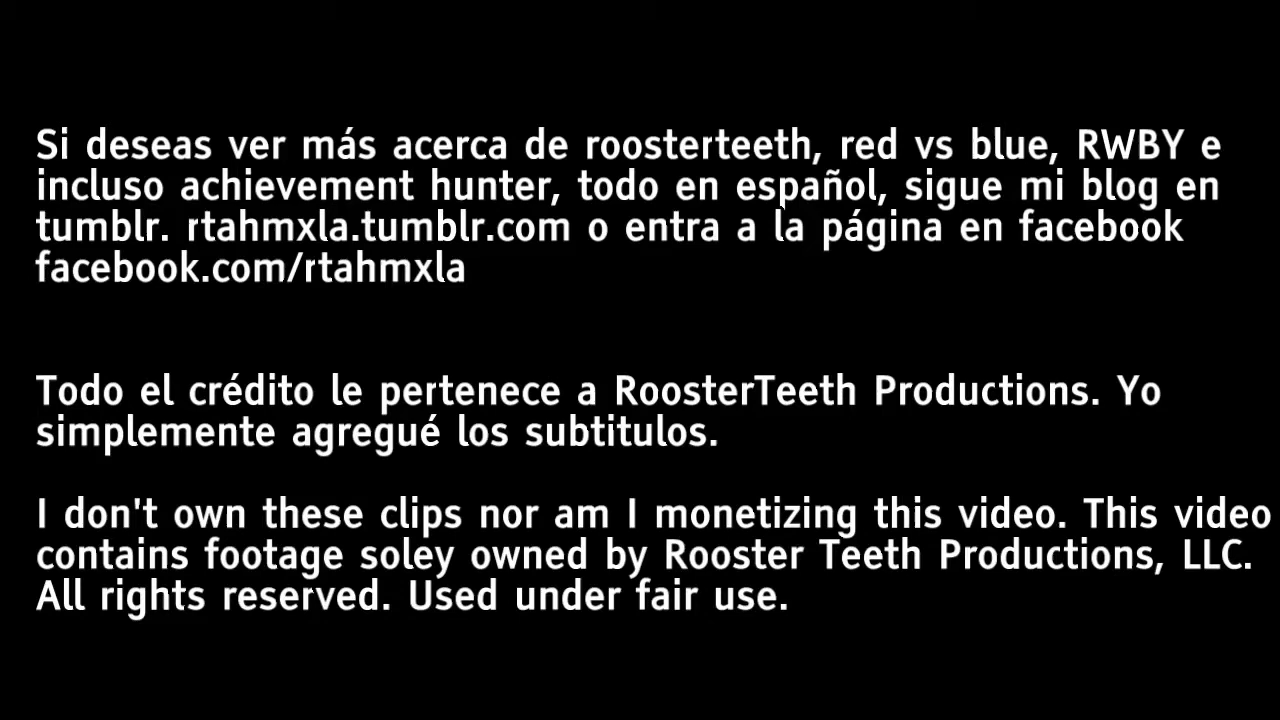 Si deseas ver más acerca de roosterteeth, red vs blue, RWBY e
incluso achievement hunter, todo en español, sigue mi blog en
tumblr. rtahmxla.tumblr.com o entra a la página en facebook
facebook.com/rtahmxla
Todo el crédito le pertenece a RoosterTeeth Productions. Yo
simplemente agregué los subtitulos.
I don't own these clips nor am I monetizing this video. This video
contains footage soley owned by Rooster Teeth Productions, LLC.
All rights reserved. Used under fair use.